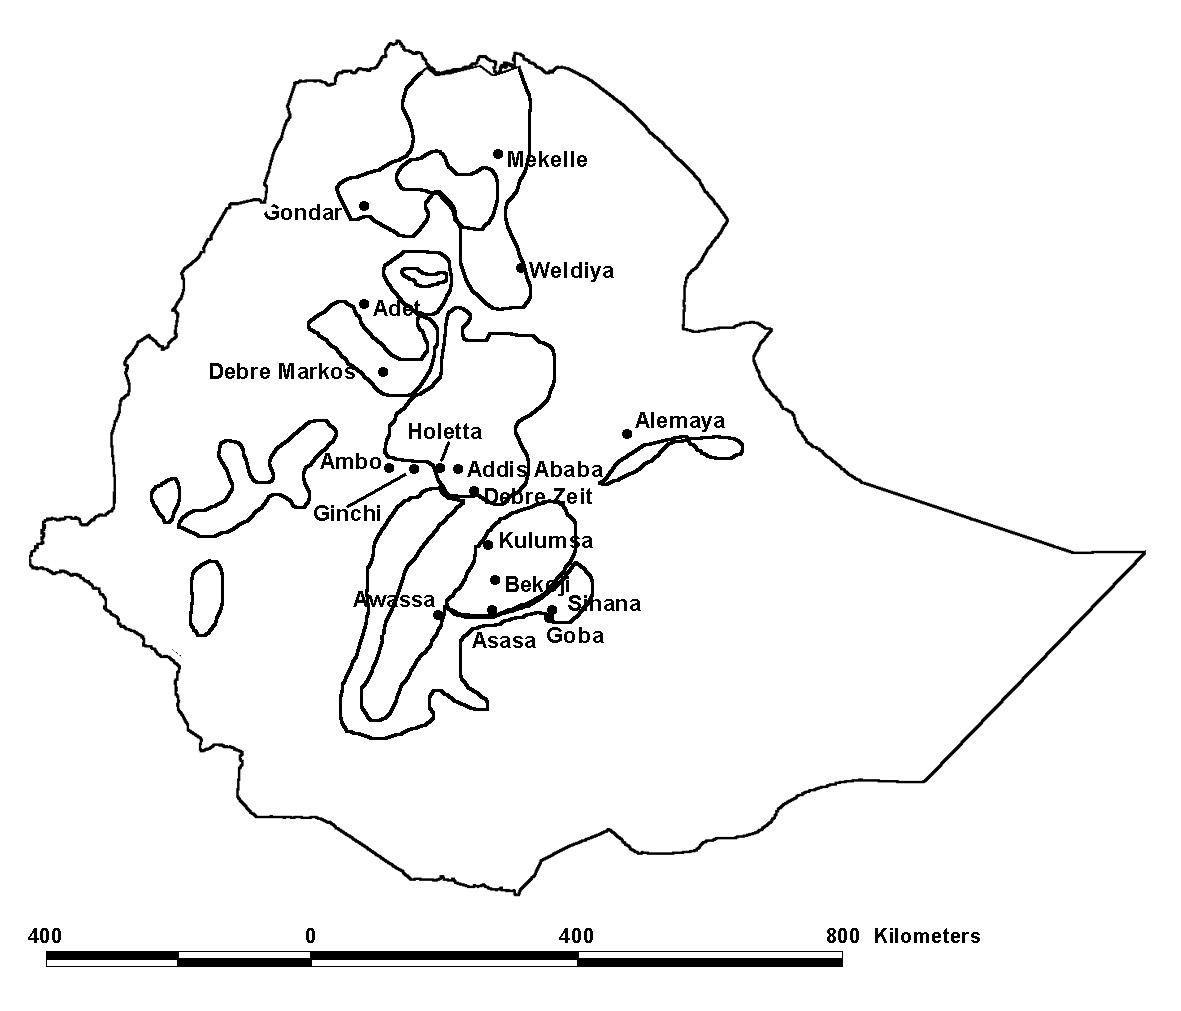 Mekelle
Gondar
Weldiya
Adet
Debre Markos
Alemaya
Holetta
Ambo
Addis Ababa
Debre Zeit
Ginchi
Kulumsa
Bekoji
Awassa
Sinana
Asasa
Goba
400 0 400 800 Kilometers